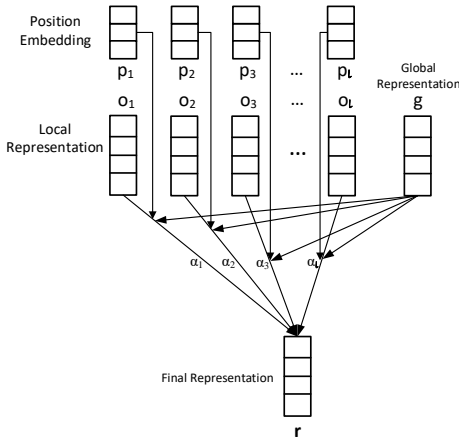 Position
Embedding
p₁ p₂ p₃ ... pₗ
Global
Representation
o₁ o₂ o₃ ... oₗ g
Local
Representation
...
α₁ α₂ α₃ αₗ
Final Representation
r